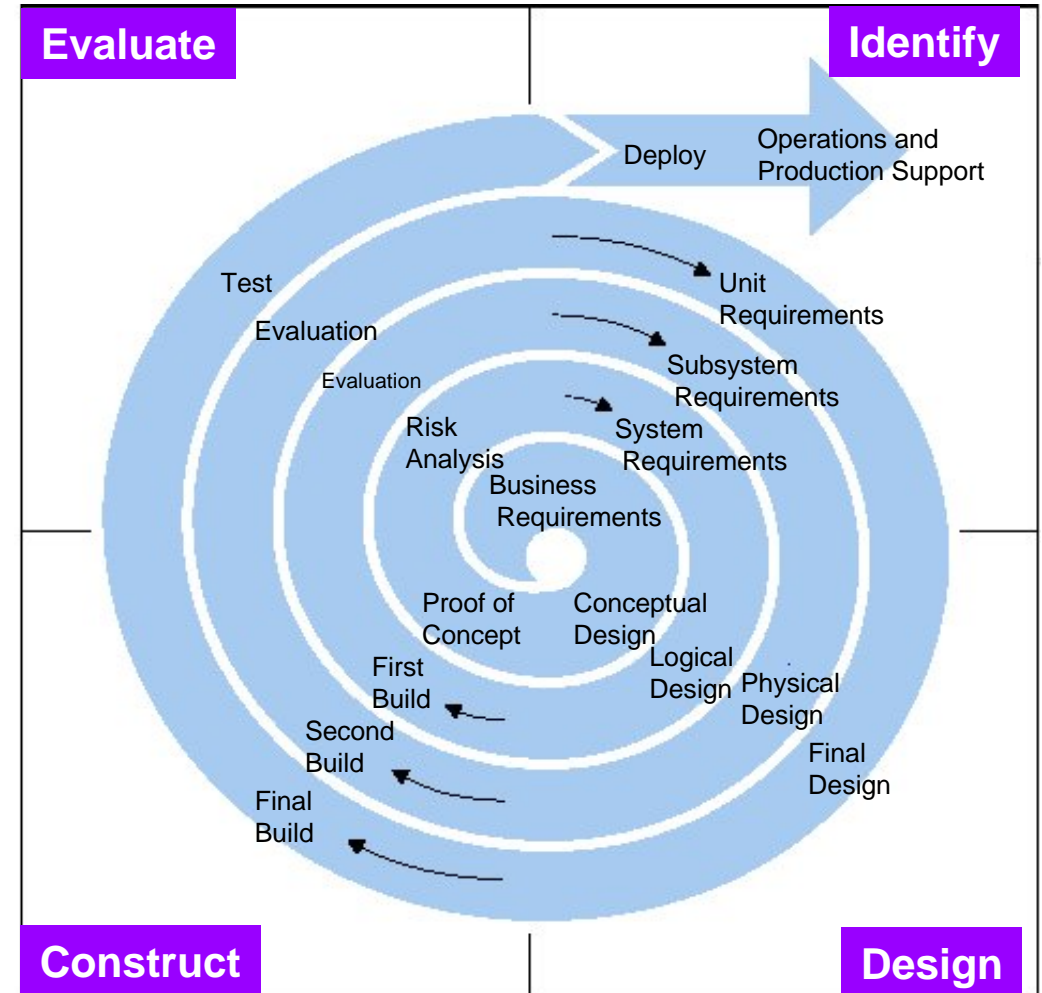 Evaluate
Identify
Deploy
Operations and
Production Support
Test
Unit
Requirements
Evaluation
Subsystem
Requirements
Evaluation
Risk
Analysis
System
Requirements
Business
Requirements
Proof of
Concept
Conceptual
Design
First
Build
Logical
Design
Physical
Design
Second
Build
Final
Design
Final
Build
Construct
Design